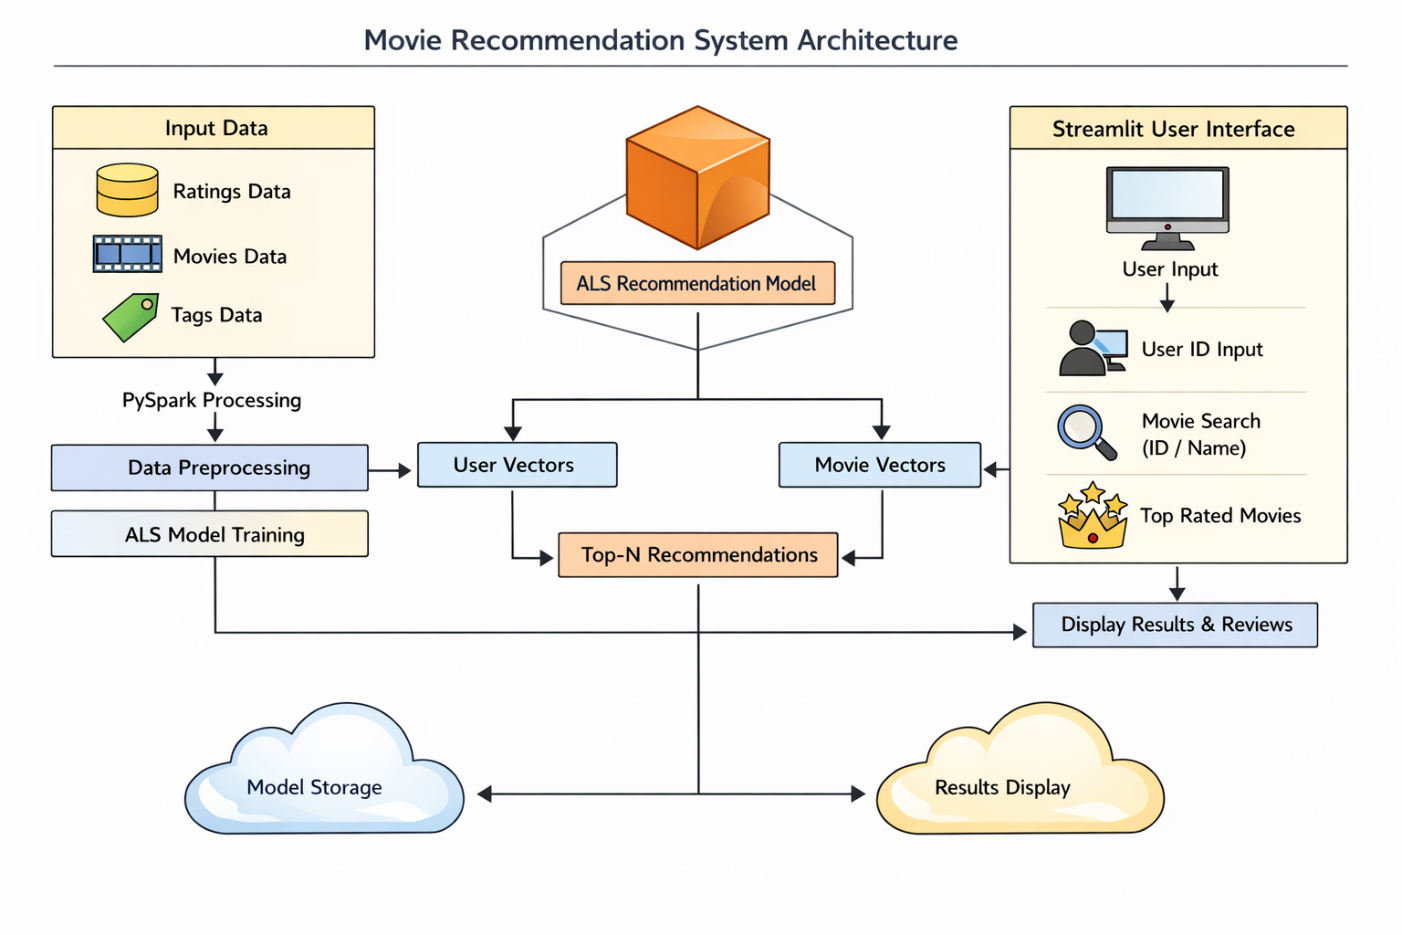 Movie Recommendation System Architecture
Input Data
Ratings Data
Movies Data
Tags Data
PySpark Processing
Data Preprocessing
ALS Model Training
ALS Recommendation Model
User Vectors
Movie Vectors
Top-N Recommendations
Streamlit User Interface
User Input
User ID Input
Movie Search
(ID / Name)
Top Rated Movies
Display Results & Reviews
Model Storage
Results Display